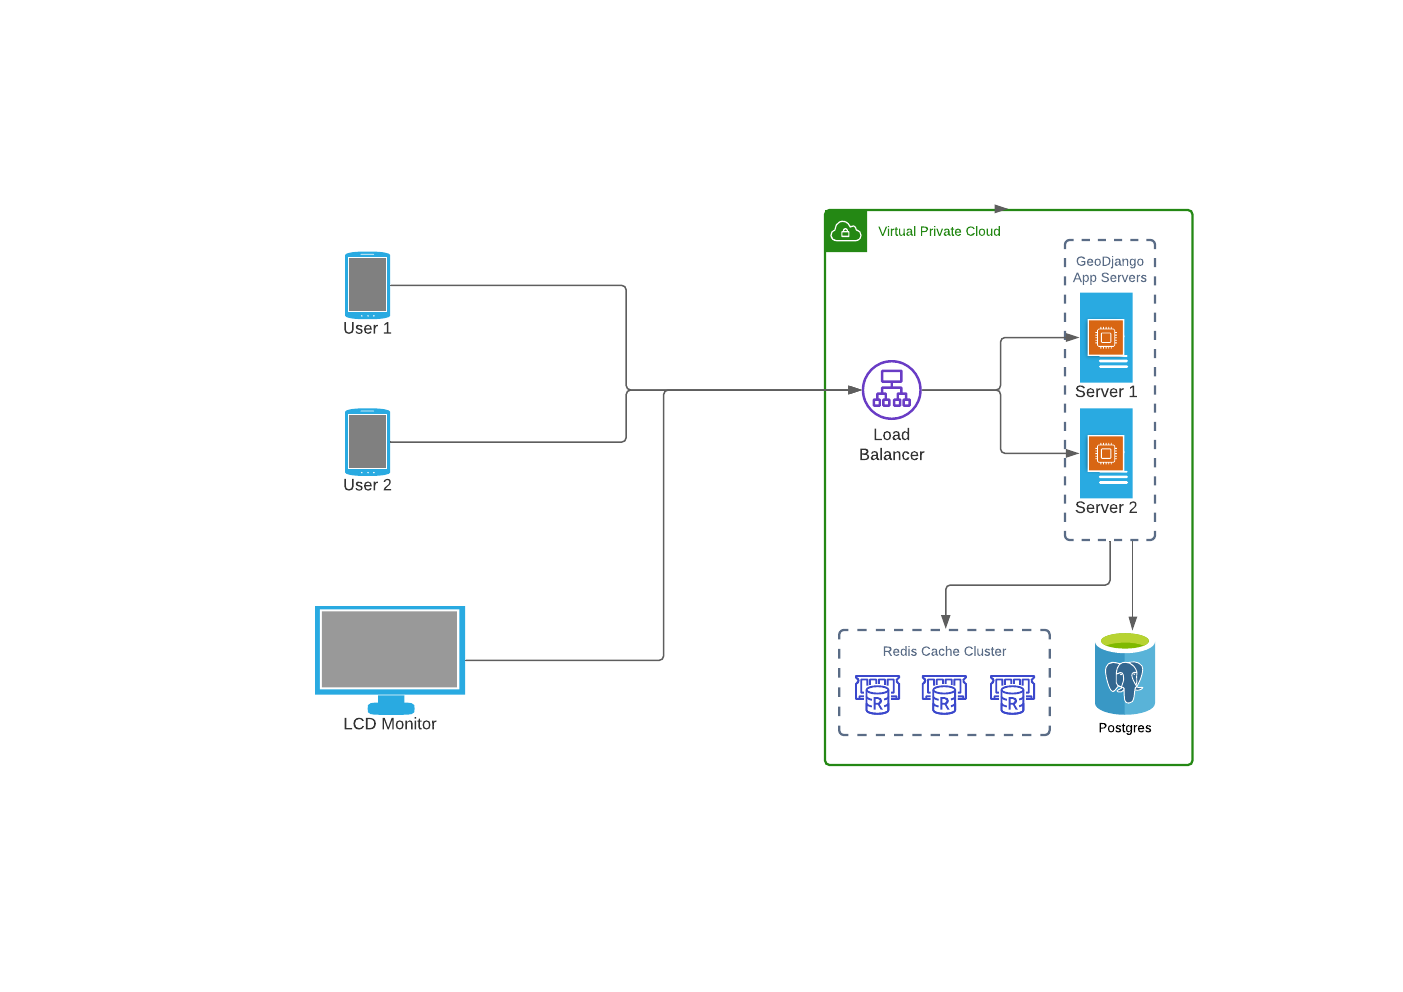 Virtual Private Cloud
GeoDjango
App Servers
User 1
Server 1
Load
Balancer
User 2
Server 2
Redis Cache Cluster
R
R
R
LCD Monitor
Postgres